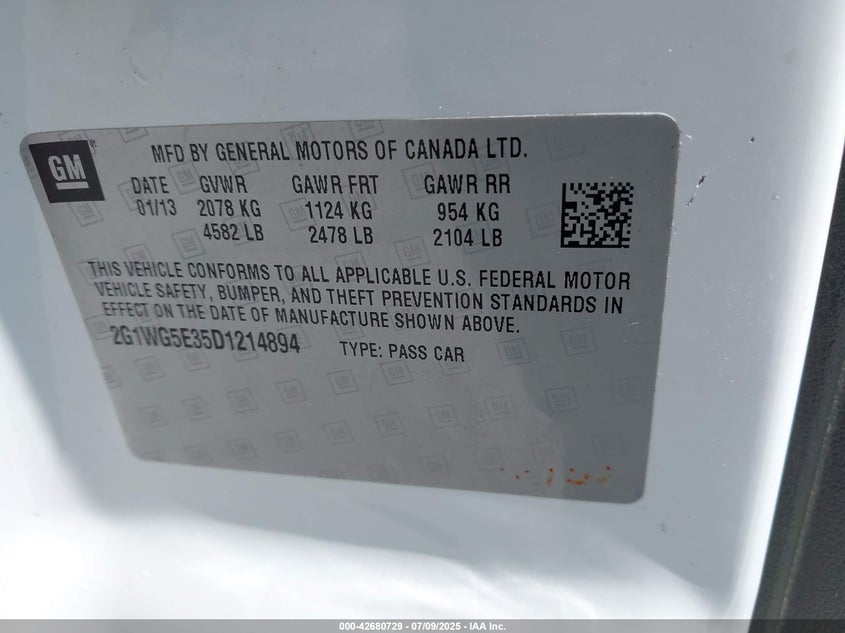 GM
MFD BY GENERAL MOTORS OF CANADA LTD.
DATE GVWR GAWR FRT GAWR RR
01/13 2078 KG 1124 KG 954 KG
4582 LB 2478 LB 2104 LB
THIS VEHICLE CONFORMS TO ALL APPLICABLE U.S. FEDERAL MOTOR
VEHICLE SAFETY, BUMPER, AND THEFT PREVENTION STANDARDS IN
EFFECT ON THE DATE OF MANUFACTURE SHOWN ABOVE.
2G1WG5E35D1214894 TYPE: PASS CAR
000-42680729 - 07/09/2025 - IAA Inc.